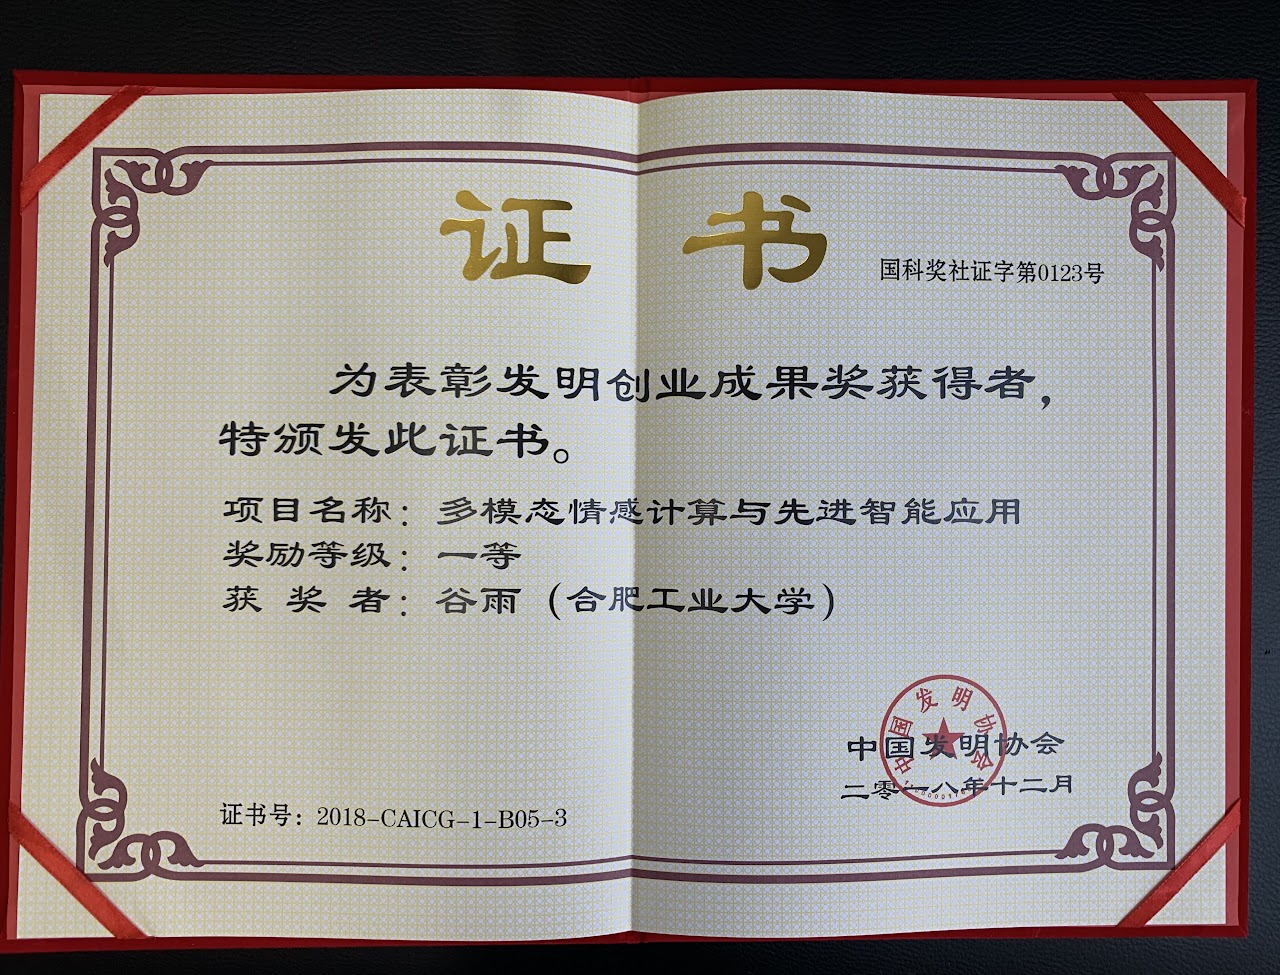 证书
国科奖社证字第0123号
为表彰发明创业成果奖获得者，
特颁发此证书。
项目名称：多模态情感计算与先进智能应用
奖励等级：一等
获奖者：谷雨（合肥工业大学）
中国发明协会
中国发明协会
二零一八年十二月
证书号：2018-CAICG-1-B05-3